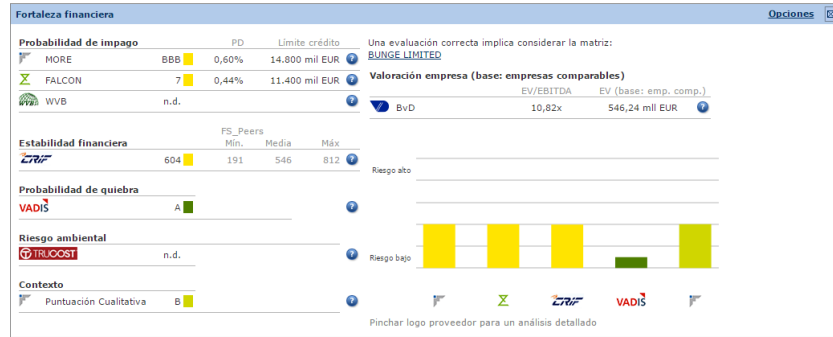 Fortaleza financiera
Opciones
Probabilidad de impago PD Límite crédito
MORE BBB 0,60% 14.800 mil EUR ?
FALCON 7 0,44% 11.400 mil EUR ?
WVB WVB n.d. ?
FS_Peers
Estabilidad financiera Mín. Media Máx
CRIF 604 191 546 812 ?
Probabilidad de quiebra
VADIS A ?
Riesgo ambiental
TRUCOST n.d. ?
Contexto
Puntuación Cualitativa B ?
Una evaluación correcta implica considerar la matriz:
BUNGE LIMITED
Valoración empresa (base: empresas comparables)
EV/EBITDA EV (base: emp. comp.)
BvD 10,82x 546,24 mll EUR ?
Riesgo alto
Riesgo bajo
CRIF VADIS
Pinchar logo proveedor para un análisis detallado